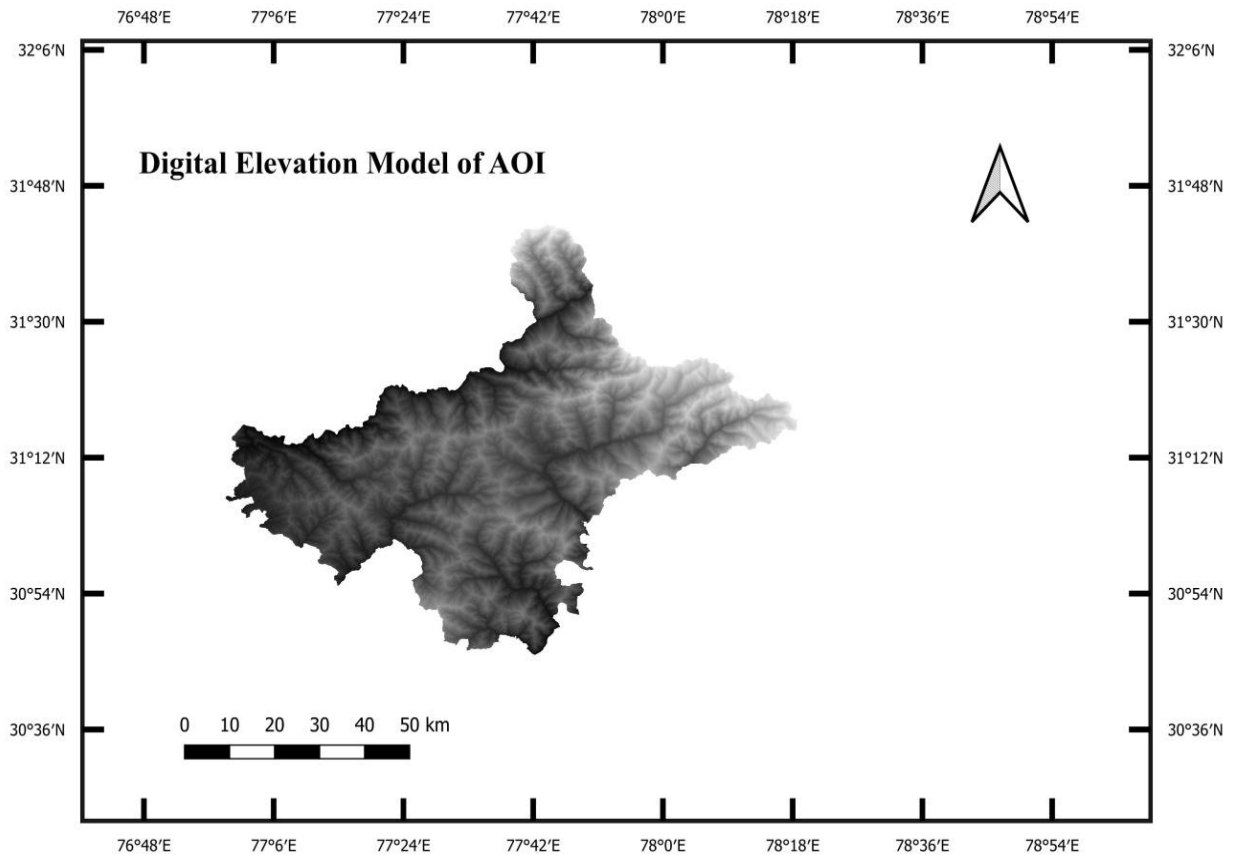 76°48′E 77°6′E 77°24′E 77°42′E 78°0′E 78°18′E 78°36′E 78°54′E
32°6′N 32°6′N
Digital Elevation Model of AOI
31°48′N 31°48′N
31°30′N 31°30′N
31°12′N 31°12′N
30°54′N 30°54′N
0 10 20 30 40 50 km
30°36′N 30°36′N
76°48′E 77°6′E 77°24′E 77°42′E 78°0′E 78°18′E 78°36′E 78°54′E